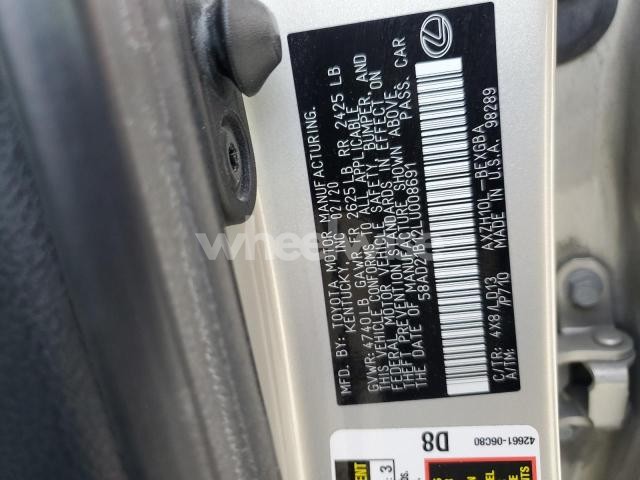 MFD. BY: TOYOTA MOTOR MANUFACTURING.
KENTUCKY, INC 02/20
GVWR: 4740 LB GAWR FR 2625 LB RR 2425 LB
THIS VEHICLE CONFORMS TO ALL APPLICABLE
FEDERAL MOTOR VEHICLE SAFETY, BUMPER, AND
THEFT PREVENTION STANDARDS IN EFFECT ON
THE DATE OF MANUFACTURE SHOWN ABOVE.
PASS. CAR
C/TR: 4X8/LD13 AXZH10L-BEXGBA
A/TM: /P710 MADE IN U.S.A. 98289
D8
42661-06C80
3